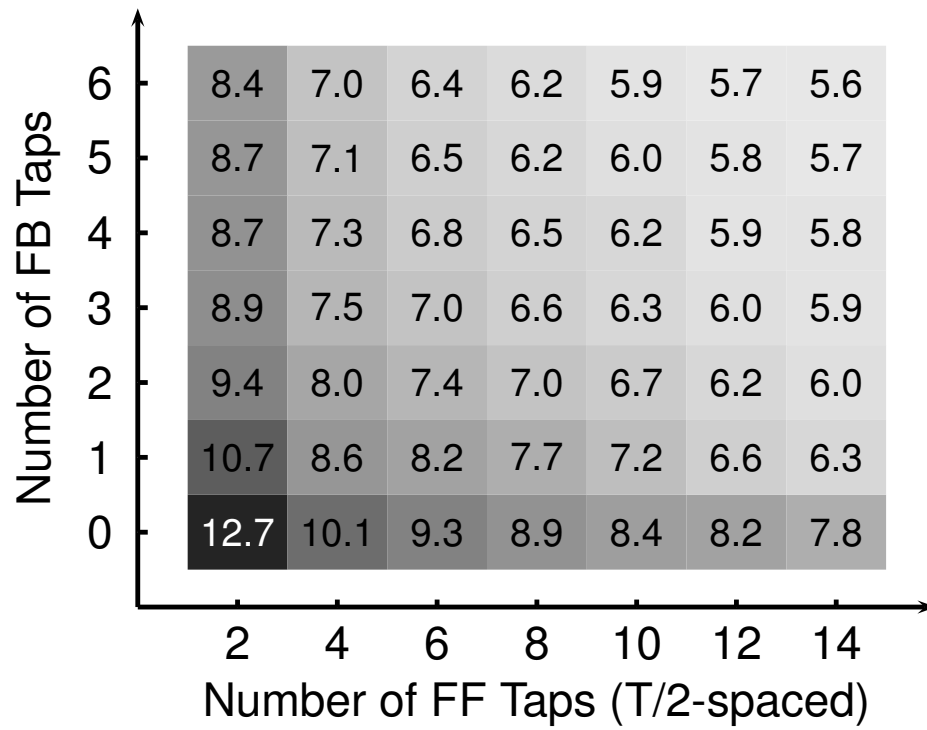 Number of FB Taps
6 8.4 7.0 6.4 6.2 5.9 5.7 5.6
5 8.7 7.1 6.5 6.2 6.0 5.8 5.7
4 8.7 7.3 6.8 6.5 6.2 5.9 5.8
3 8.9 7.5 7.0 6.6 6.3 6.0 5.9
2 9.4 8.0 7.4 7.0 6.7 6.2 6.0
1 10.7 8.6 8.2 7.7 7.2 6.6 6.3
0 12.7 10.1 9.3 8.9 8.4 8.2 7.8
2 4 6 8 10 12 14
Number of FF Taps (T/2-spaced)